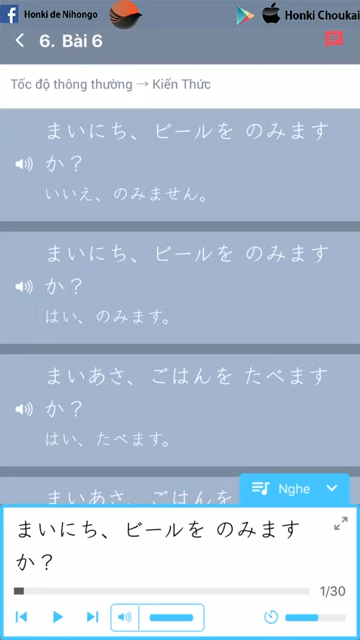 Honki de Nihongo
Honki Choukai
6. Bài 6
Tốc độ thông thường → Kiến Thức
まいにち、ビールを のみます
か？
いいえ、のみません。
まいにち、ビールを のみます
か？
はい、のみます。
まいあさ、ごはんを たべます
か？
はい、たべます。
まいあさ、ごはんを たべます
Nghe
まいにち、ビールを のみます
か？
1/30